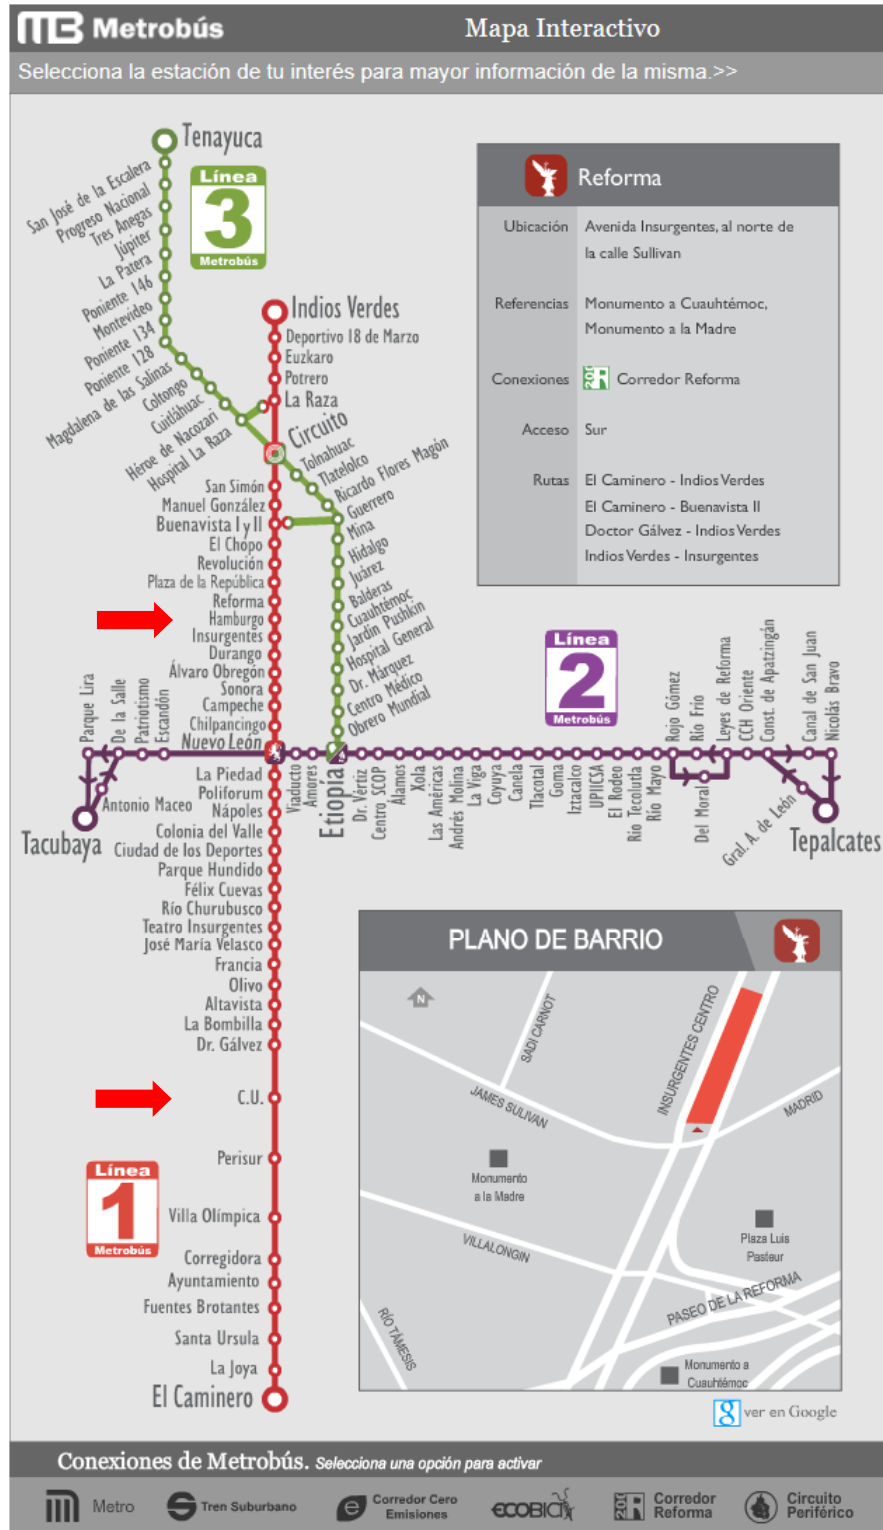 MB Metrobús
Mapa Interactivo
Selecciona la estación de tu interés para mayor información de la misma.>>
Tenayuca
San José de la Escalera
Progreso Nacional
Tres Anegas
Júpiter
La Patera
Poniente 146
Montevideo
Poniente 134
Poniente 128
Magdalena de las Salinas
Coltongo
Cuitláhuac
Héroe de Nacozari
Hospital La Raza
Línea
3
Metrobús
Indios Verdes
Deportivo 18 de Marzo
Euzkaro
Potrero
La Raza
Circuito
Tolnahuac
Tlatelolco
Ricardo Flores Magón
Guerrero
Mina
Hidalgo
Juárez
Balderas
Cuauhtémoc
Jardín Pushkin
Hospital General
Dr. Márquez
Centro Médico
Obrero Mundial
San Simón
Manuel González
Buenavista I y II
El Chopo
Revolución
Plaza de la República
Reforma
Hamburgo
Insurgentes
Durango
Álvaro Obregón
Sonora
Campeche
Chilpancingo
Nuevo León
Reforma
Ubicación
Avenida Insurgentes, al norte de
la calle Sullivan
Referencias
Monumento a Cuauhtémoc,
Monumento a la Madre
Conexiones
Corredor Reforma
Acceso
Sur
Rutas
El Caminero - Indios Verdes
El Caminero - Buenavista II
Doctor Gálvez - Indios Verdes
Indios Verdes - Insurgentes
Línea
2
Metrobús
Parque Lira
De la Salle
Patriotismo
Escandón
Antonio Maceo
Tacubaya
Viaducto
Amores
Etiopía
Dr. Vértiz
Centro SCOP
Álamos
Xola
Las Américas
Andrés Molina
La Viga
Coyuya
Canela
Tlacotal
Goma
Iztacalco
UPIICSA
El Rodeo
Río Tecolutla
Río Mayo
Rojo Gómez
Río Frío
Del Moral
Leyes de Reforma
CCH Oriente
Const. de Apatzingán
Canal de San Juan
Nicolás Bravo
Gral. A. de León
Tepalcates
La Piedad
Poliforum
Nápoles
Colonia del Valle
Ciudad de los Deportes
Parque Hundido
Félix Cuevas
Río Churubusco
Teatro Insurgentes
José María Velasco
Francia
Olivo
Altavista
La Bombilla
Dr. Gálvez
C.U.
Perisur
Villa Olímpica
Corregidora
Ayuntamiento
Fuentes Brotantes
Santa Ursula
La Joya
El Caminero
Línea
1
Metrobús
PLANO DE BARRIO
N
SADI CARNOT
INSURGENTES CENTRO
JAMES SULIVAN
MADRID
Monumento
a la Madre
VILLALONGIN
Plaza Luis
Pasteur
PASEO DE LA REFORMA
RÍO TÁMESIS
Monumento a
Cuauhtémoc
g ver en Google
Conexiones de Metrobús. Selecciona una opción para activar
Metro
Tren Suburbano
Corredor Cero
Emisiones
ECOBICI
Corredor
Reforma
Circuito
Periférico